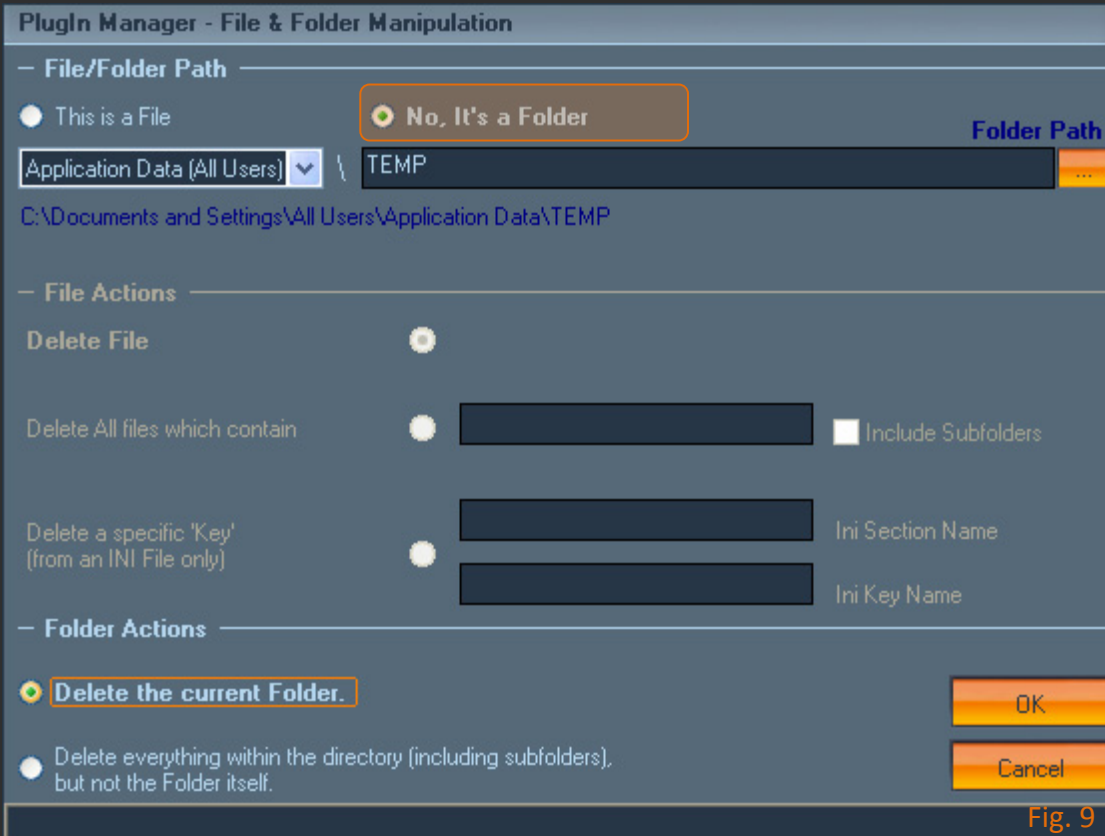 PlugIn Manager - File & Folder Manipulation
File/Folder Path
This is a File
No, It's a Folder
Folder Path
Application Data (All Users) \ TEMP ...
C:\Documents and Settings\All Users\Application Data\TEMP
File Actions
Delete File
Delete All files which contain
Include Subfolders
Delete a specific 'Key'
(from an INI File only)
Ini Section Name
Ini Key Name
Folder Actions
Delete the current Folder.
OK
Delete everything within the directory (including subfolders),
but not the Folder itself.
Cancel
Fig. 9